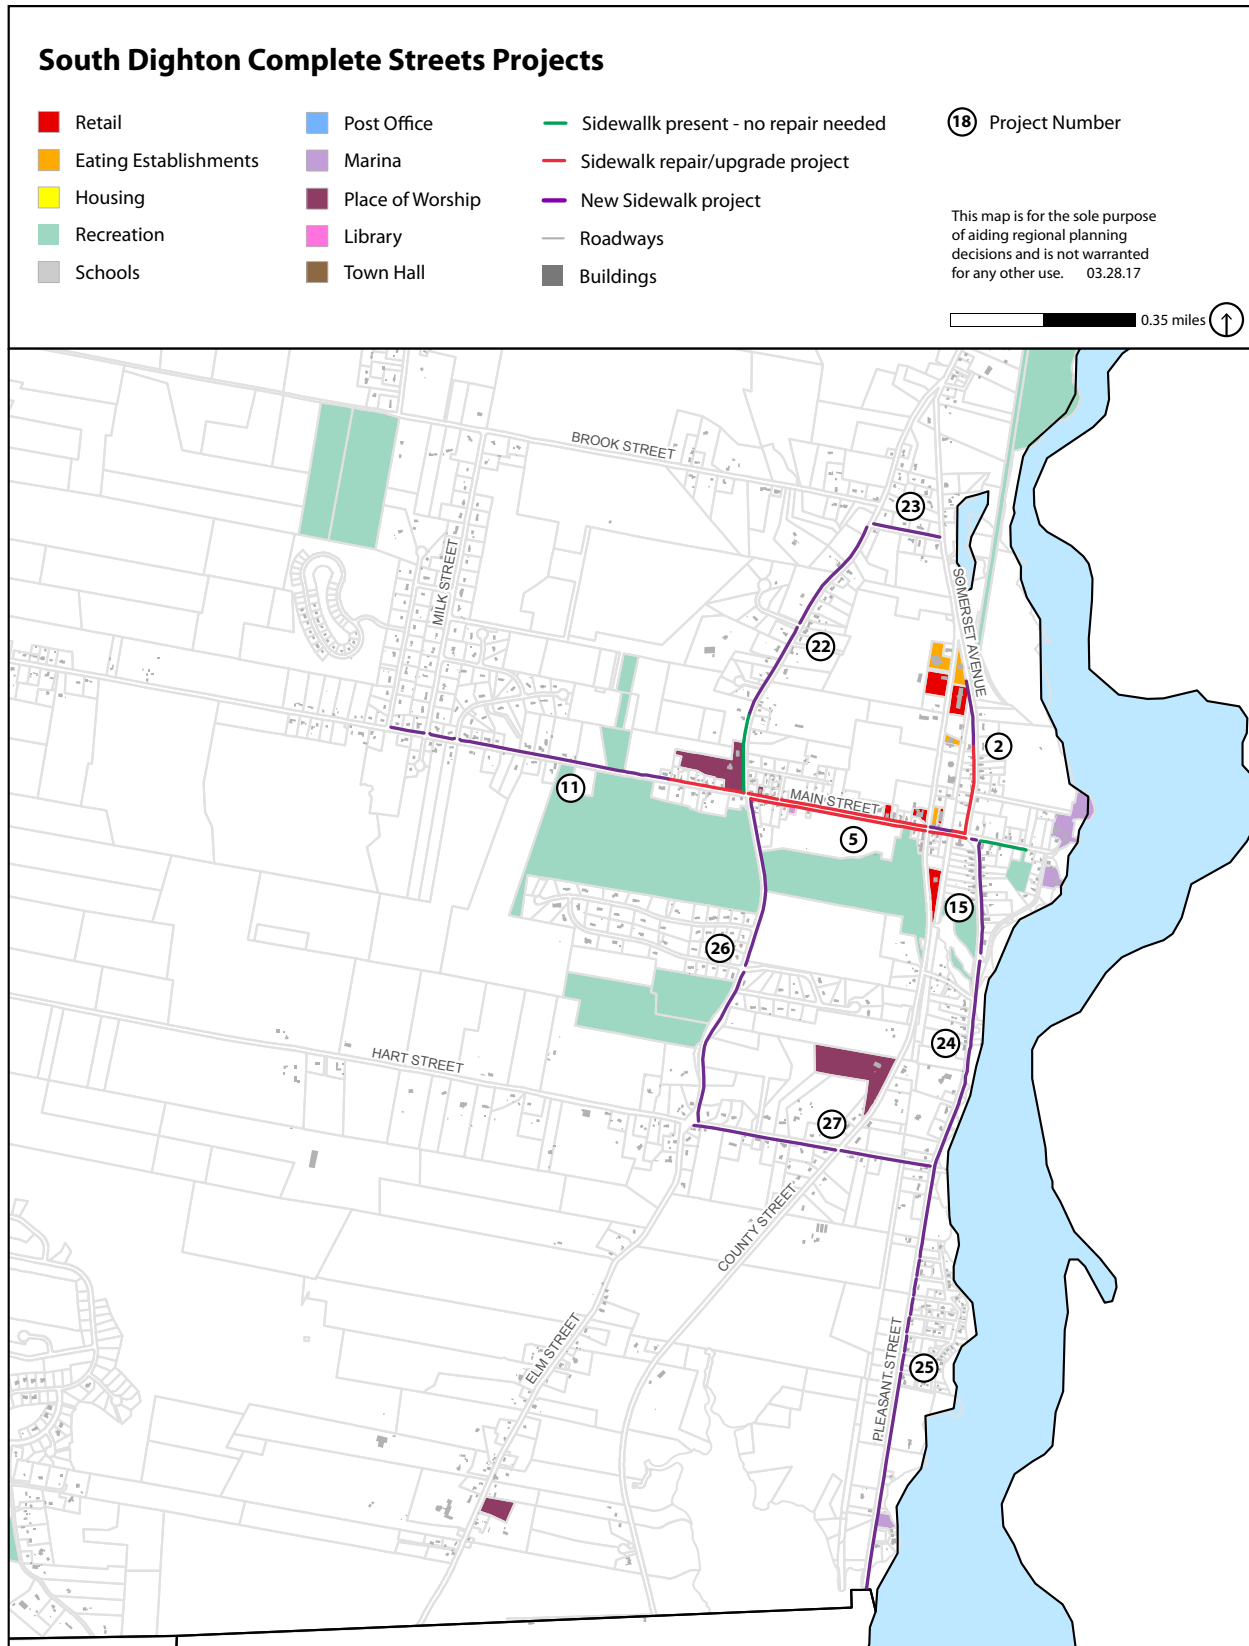 South Dighton Complete Streets Projects
Retail
Eating Establishments
Housing
Recreation
Schools
Post Office
Marina
Place of Worship
Library
Town Hall
Sidewallk present - no repair needed
Sidewalk repair/upgrade project
New Sidewalk project
Roadways
Buildings
18 Project Number
This map is for the sole purpose
of aiding regional planning
decisions and is not warranted
for any other use. 03.28.17
0.35 miles
BROOK STREET
23
MILK STREET
SOMERSET AVENUE
22
2
11
MAIN STREET
5
15
26
24
HART STREET
27
COUNTY STREET
ELM STREET
PLEASANT STREET
25